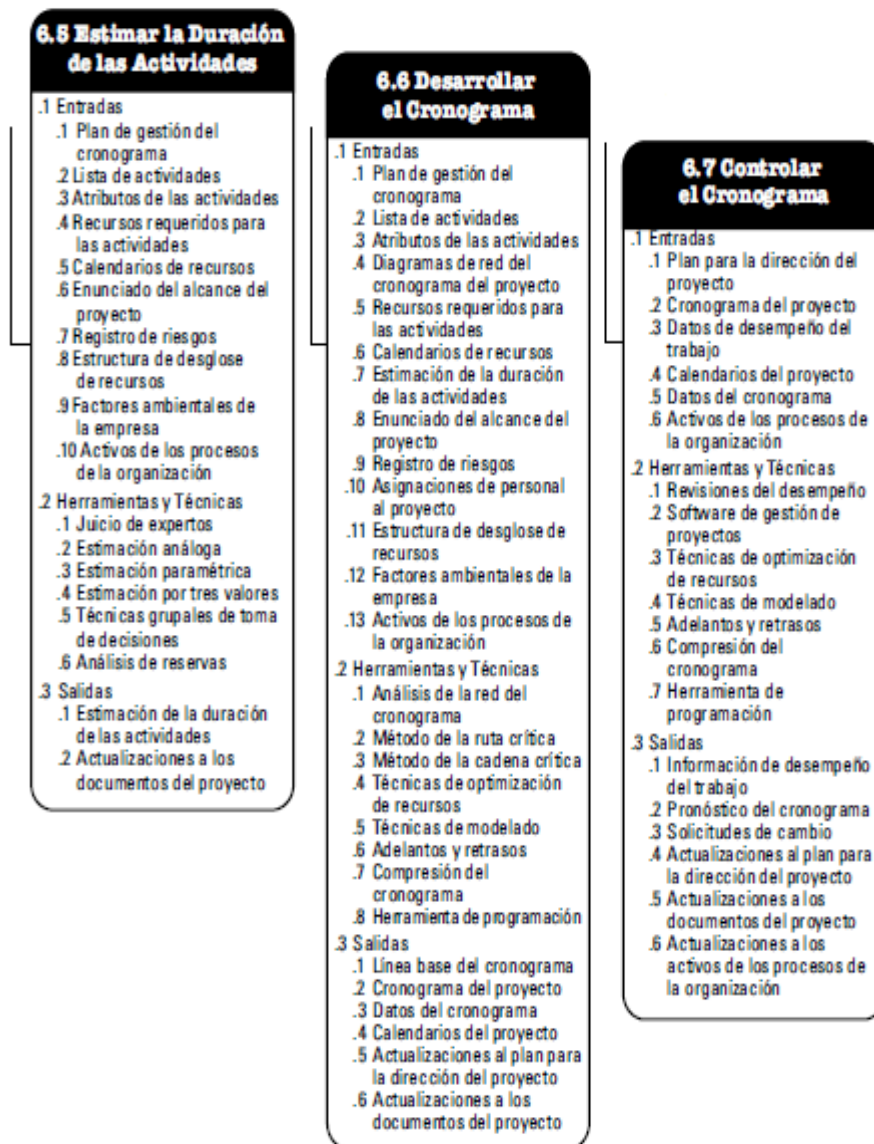 6.5 Estimar la Duración
de las Actividades
.1 Entradas
.1 Plan de gestión del
cronograma
.2 Lista de actividades
.3 Atributos de las actividades
.4 Recursos requeridos para
las actividades
.5 Calendarios de recursos
.6 Enunciado del alcance del
proyecto
.7 Registro de riesgos
.8 Estructura de desglose
de recursos
.9 Factores ambientales de
la empresa
.10 Activos de los procesos
de la organización
.2 Herramientas y Técnicas
.1 Juicio de expertos
.2 Estimación análoga
.3 Estimación paramétrica
.4 Estimación por tres valores
.5 Técnicas grupales de toma
de decisiones
.6 Análisis de reservas
.3 Salidas
.1 Estimación de la duración
de las actividades
.2 Actualizaciones a los
documentos del proyecto
6.6 Desarrollar
el Cronograma
.1 Entradas
.1 Plan de gestión del
cronograma
.2 Lista de actividades
.3 Atributos de las actividades
.4 Diagramas de red del
cronograma del proyecto
.5 Recursos requeridos para
las actividades
.6 Calendarios de recursos
.7 Estimación de la duración
de las actividades
.8 Enunciado del alcance del
proyecto
.9 Registro de riesgos
.10 Asignaciones de personal
al proyecto
.11 Estructura de desglose de
recursos
.12 Factores ambientales de la
empresa
.13 Activos de los procesos de
la organización
.2 Herramientas y Técnicas
.1 Análisis de la red del
cronograma
.2 Método de la ruta crítica
.3 Método de la cadena crítica
.4 Técnicas de optimización
de recursos
.5 Técnicas de modelado
.6 Adelantos y retrasos
.7 Compresión del
cronograma
.8 Herramienta de programación
.3 Salidas
.1 Línea base del cronograma
.2 Cronograma del proyecto
.3 Datos del cronograma
.4 Calendarios del proyecto
.5 Actualizaciones al plan para
la dirección del proyecto
.6 Actualizaciones a los
documentos del proyecto
6.7 Controlar
el Cronograma
.1 Entradas
.1 Plan para la dirección del
proyecto
.2 Cronograma del proyecto
.3 Datos de desempeño del
trabajo
.4 Calendarios del proyecto
.5 Datos del cronograma
.6 Activos de los procesos de
la organización
.2 Herramientas y Técnicas
.1 Revisiones del desempeño
.2 Software de gestión de
proyectos
.3 Técnicas de optimización
de recursos
.4 Técnicas de modelado
.5 Adelantos y retrasos
.6 Compresión del
cronograma
.7 Herramienta de
programación
.3 Salidas
.1 Información de desempeño
del trabajo
.2 Pronóstico del cronograma
.3 Solicitudes de cambio
.4 Actualizaciones al plan para
la dirección del proyecto
.5 Actualizaciones a los
documentos del proyecto
.6 Actualizaciones a los
activos de los procesos de
la organización